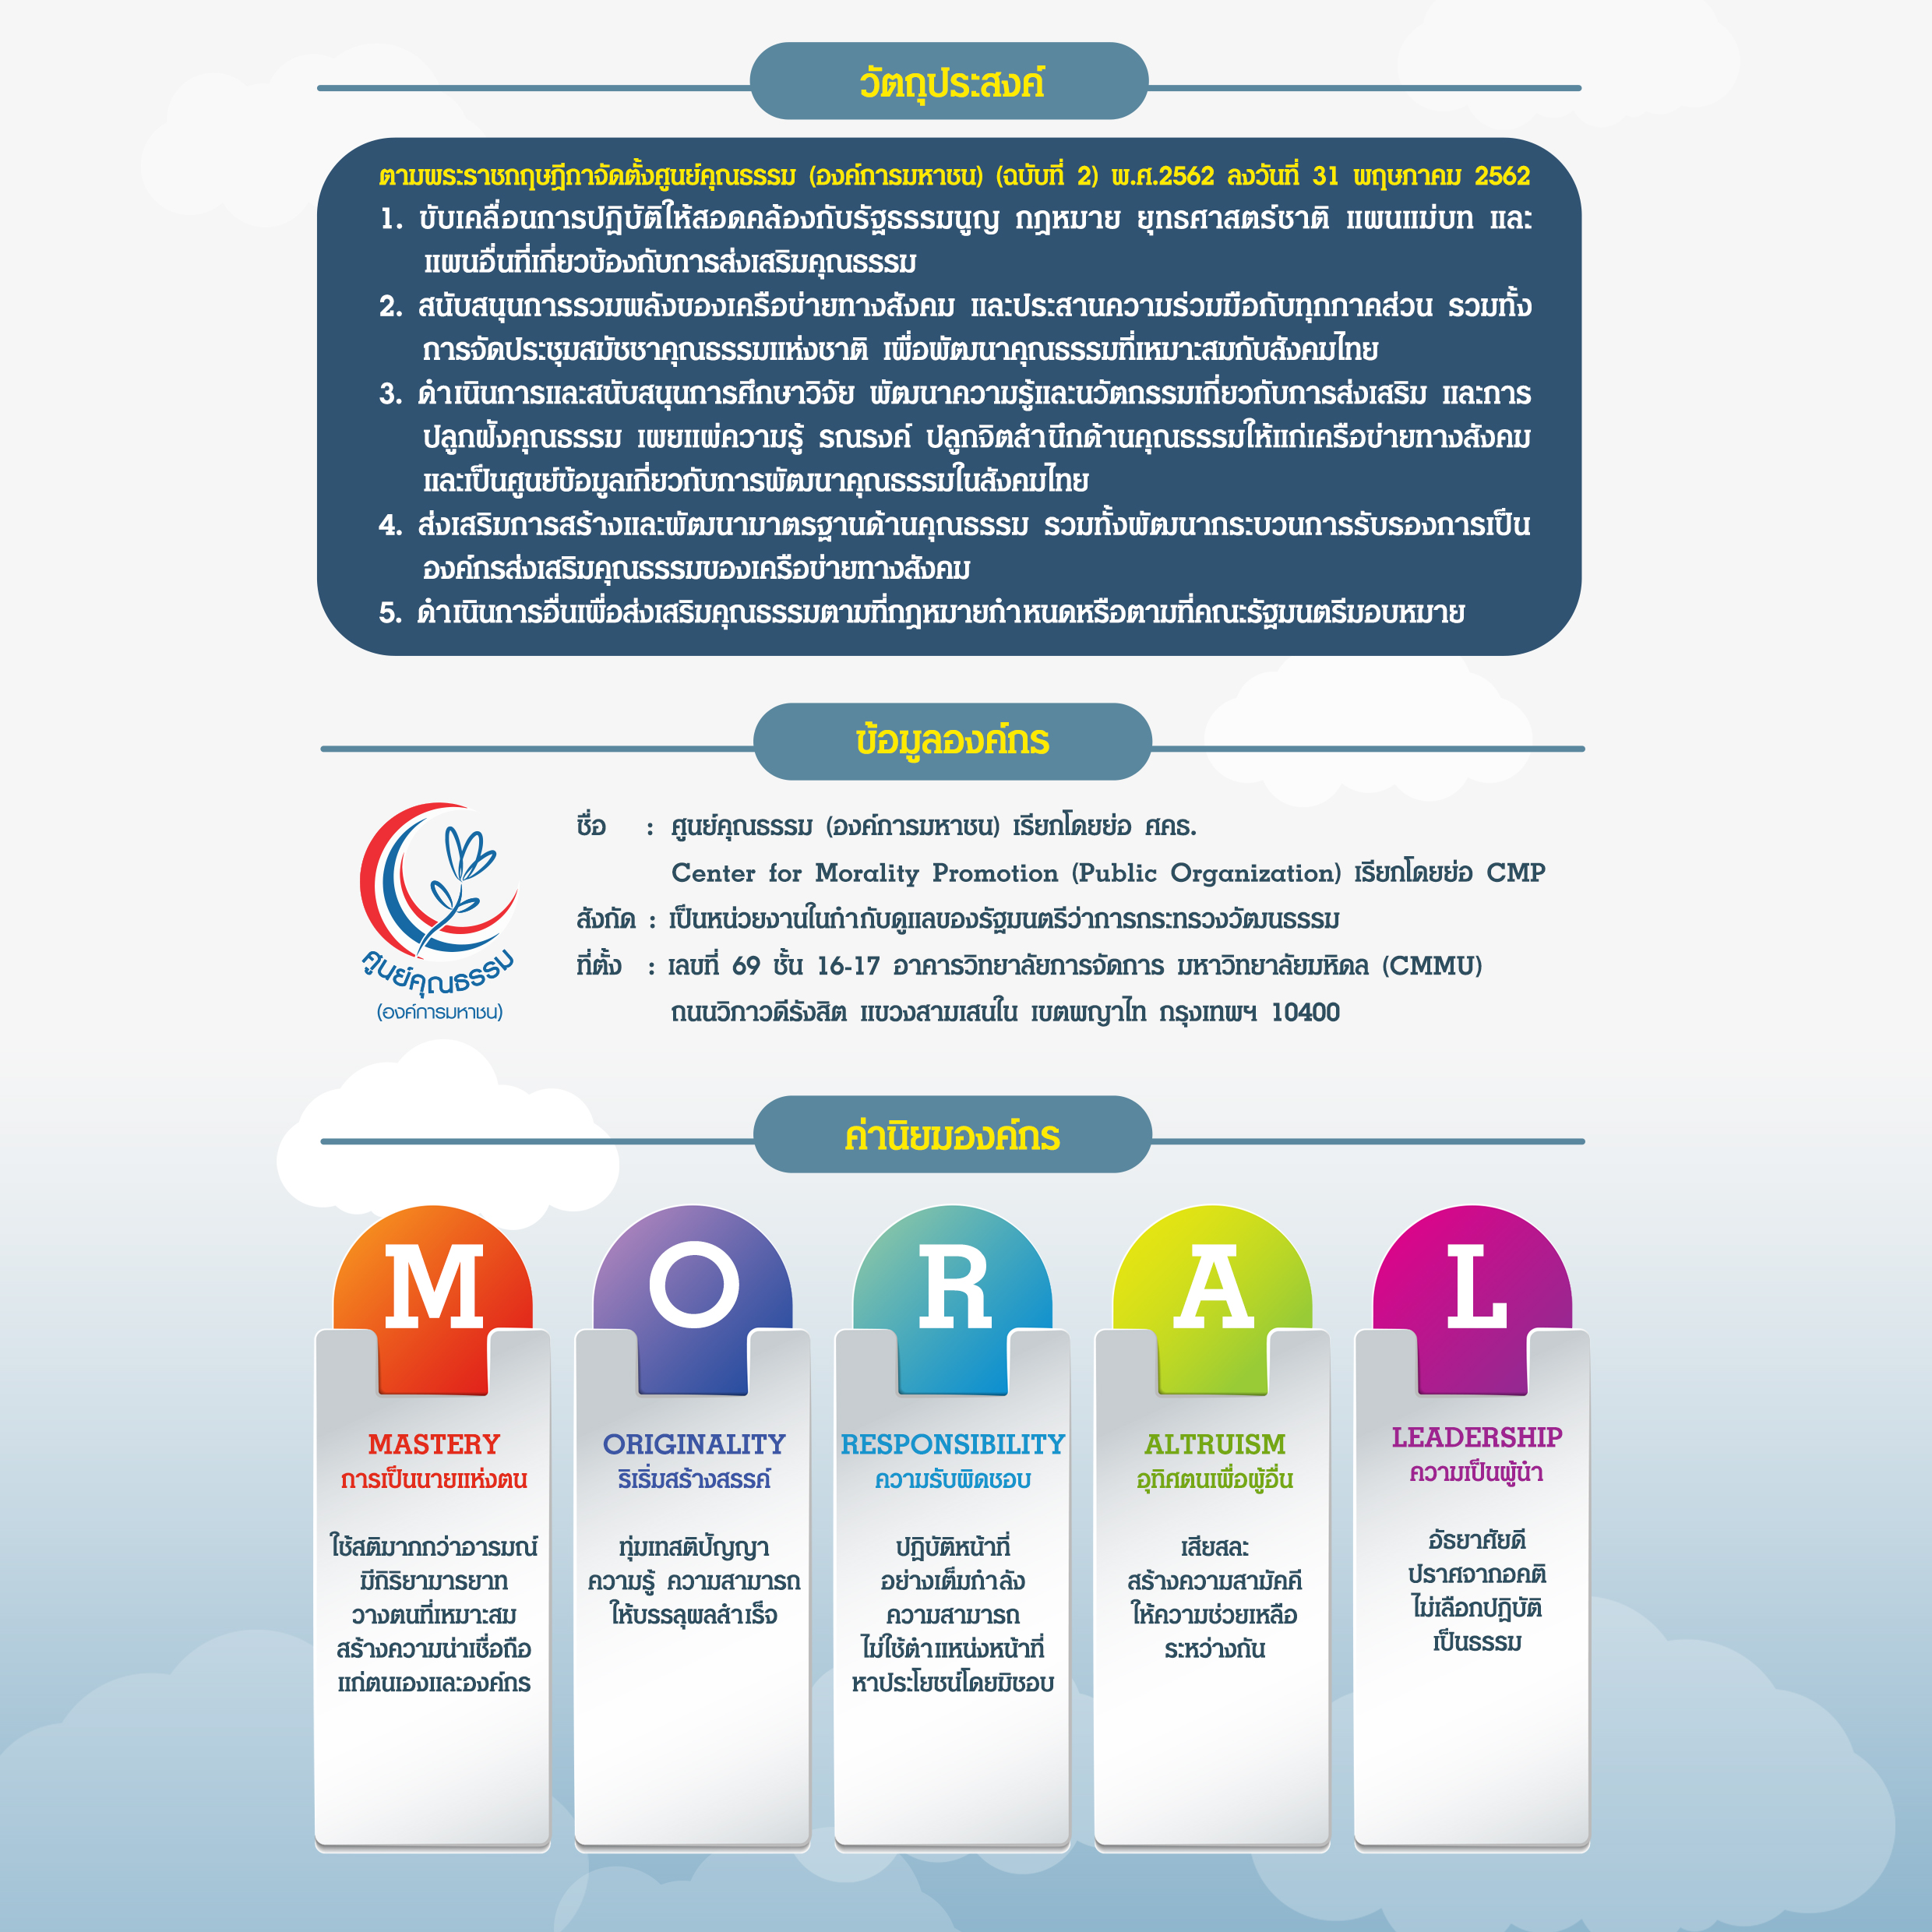 วัตถุประสงค์
ตามพระราชกฤษฎีกาจัดตั้งศูนย์คุณธรรม (องค์การมหาชน) (ฉบับที่ 2) พ.ศ.2562 ลงวันที่ 31 พฤษภาคม 2562
1. ขับเคลื่อนการปฏิบัติให้สอดคล้องกับรัฐธรรมนูญ กฎหมาย ยุทธศาสตร์ชาติ แผนแม่บท และ
แผนอื่นที่เกี่ยวข้องกับการส่งเสริมคุณธรรม
2. สนับสนุนการรวมพลังของเครือข่ายทางสังคม และประสานความร่วมมือกับทุกภาคส่วน รวมทั้ง
การจัดประชุมสมัชชาคุณธรรมแห่งชาติ เพื่อพัฒนาคุณธรรมที่เหมาะสมกับสังคมไทย
3. ดำเนินการและสนับสนุนการศึกษาวิจัย พัฒนาความรู้และนวัตกรรมเกี่ยวกับการส่งเสริม และการ
ปลูกฝังคุณธรรม เผยแพ่ความรู้ รณรงค์ ปลูกจิตสำนึกด้านคุณธรรมให้แก่เครือข่ายทางสังคม
และเป็นศูนย์ข้อมูลเกี่ยวกับการพัฒนาคุณธรรมในสังคมไทย
4. ส่งเสริมการสร้างและพัฒนามาตรฐานด้านคุณธรรม รวมทั้งพัฒนากระบวนการรับรองการเป็น
องค์กรส่งเสริมคุณธรรมของเครือข่ายทางสังคม
5. ดำเนินการอื่นเพื่อส่งเสริมคุณธรรมตามที่กฎหมายกำหนดหรือตามที่คณะรัฐมนตรีมอบหมาย
ข้อมูลองค์กร
ศูนย์คุณธรรม
(องค์การมหาชน)
ชื่อ : ศูนย์คุณธรรม (องค์การมหาชน) เรียกโดยย่อ ศคธ.
Center for Morality Promotion (Public Organization) เรียกโดยย่อ CMP
สังกัด : เป็นหน่วยงานในกำกับดูแลของรัฐมนตรีว่าการกระทรวงวัฒนธรรม
ที่ตั้ง : เลขที่ 69 ชั้น 16-17 อาคารวิทยาลัยการจัดการ มหาวิทยาลัยมหิดล (CMMU)
ถนนวิภาวดีรังสิต แขวงสามเสนใน เขตพญาไท กรุงเทพฯ 10400
ค่านิยมองค์กร
M
MASTERY
การเป็นนายแห่งตน
ใช้สติมากกว่าอารมณ์
มีกิริยามารยาท
วางตนที่เหมาะสม
สร้างความน่าเชื่อถือ
แก่ตนเองและองค์กร
O
ORIGINALITY
ริเริ่มสร้างสรรค์
ทุ่มเทสติปัญญา
ความรู้ ความสามารถ
ให้บรรลุผลสำเร็จ
R
RESPONSIBILITY
ความรับผิดชอบ
ปฏิบัติหน้าที่
อย่างเต็มกำลัง
ความสามารถ
ไม่ใช้ตำแหน่งหน้าที่
หาประโยชน์โดยมิชอบ
A
ALTRUISM
อุทิศตนเพื่อผู้อื่น
เสียสละ
สร้างความสามัคคี
ให้ความช่วยเหลือ
ระหว่างกัน
L
LEADERSHIP
ความเป็นผู้นำ
อัธยาศัยดี
ปราศจากอคติ
ไม่เลือกปฏิบัติ
เป็นธรรม